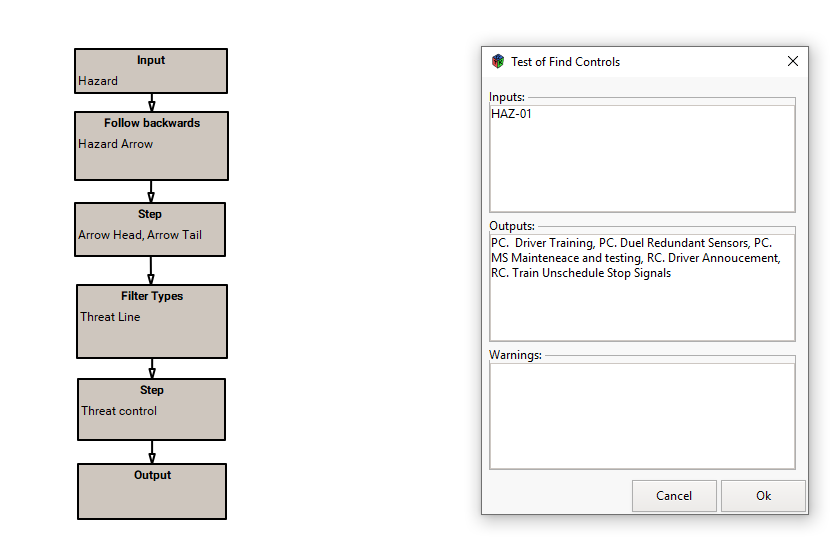 Input
Hazard
Follow backwards
Hazard Arrow
Step
Arrow Head, Arrow Tail
Filter Types
Threat Line
Step
Threat control
Output
Test of Find Controls
Inputs:
HAZ-01
Outputs:
PC.  Driver Training, PC. Duel Redundant Sensors, PC.
MS Mainteneace and testing, RC. Driver Annoucement,
RC. Train Unschedule Stop Signals
Warnings:
Cancel
Ok